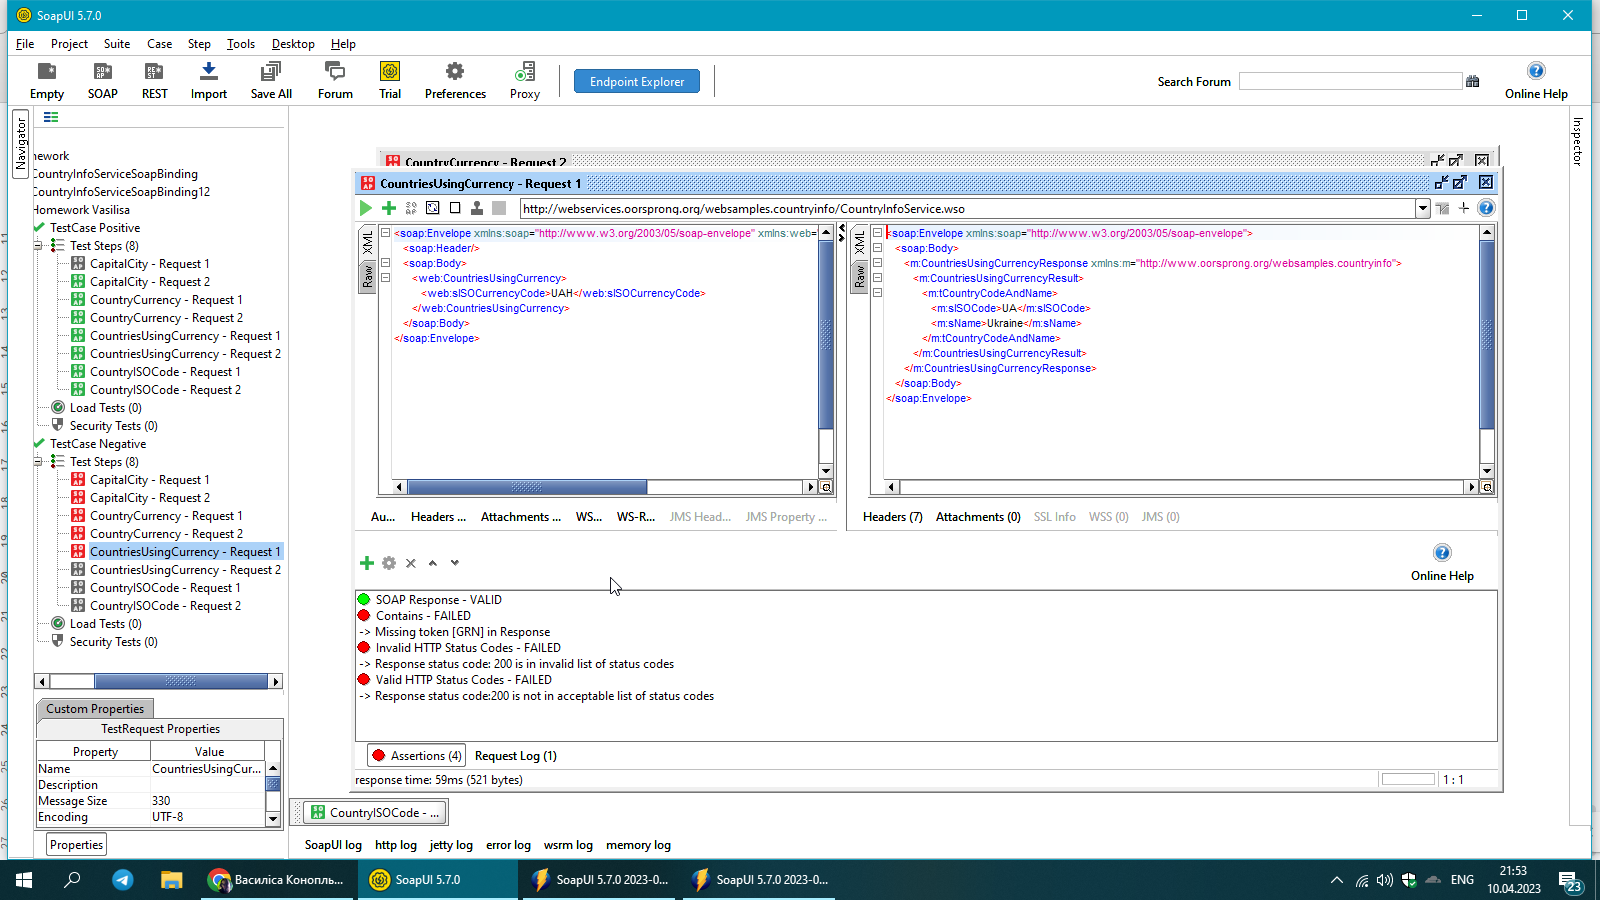 SoapUI 5.7.0
File Project Suite Case Step Tools Desktop Help
Empty SOAP REST Import Save All Forum Trial Preferences Proxy
Endpoint Explorer
Search Forum
Online Help
Navigator
Inspector
nework
CountryInfoServiceSoapBinding
CountryInfoServiceSoapBinding12
Homework Vasilisa
TestCase Positive
Test Steps (8)
CapitalCity - Request 1
CapitalCity - Request 2
CountryCurrency - Request 1
CountryCurrency - Request 2
CountriesUsingCurrency - Request 1
CountriesUsingCurrency - Request 2
CountryISOCode - Request 1
CountryISOCode - Request 2
Load Tests (0)
Security Tests (0)
TestCase Negative
Test Steps (8)
CapitalCity - Request 1
CapitalCity - Request 2
CountryCurrency - Request 1
CountryCurrency - Request 2
CountriesUsingCurrency - Request 1
CountriesUsingCurrency - Request 2
CountryISOCode - Request 1
CountryISOCode - Request 2
Load Tests (0)
Security Tests (0)
Custom Properties
TestRequest Properties
Property Value
Name CountriesUsingCur...
Description
Message Size 330
Encoding UTF-8
Properties
CountryCurrency - Request 2
CountriesUsingCurrency - Request 1
http://webservices.oorsprong.org/websamples.countryinfo/CountryInfoService.wso
XML
Raw
<soap:Envelope xmlns:soap="http://www.w3.org/2003/05/soap-envelope" xmlns:web=
<soap:Header/>
<soap:Body>
<web:CountriesUsingCurrency>
<web:sISOCurrencyCode>UAH</web:sISOCurrencyCode>
</web:CountriesUsingCurrency>
</soap:Body>
</soap:Envelope>
XML
Raw
<soap:Envelope xmlns:soap="http://www.w3.org/2003/05/soap-envelope">
<soap:Body>
<m:CountriesUsingCurrencyResponse xmlns:m="http://www.oorsprong.org/websamples.countryinfo">
<m:CountriesUsingCurrencyResult>
<m:tCountryCodeAndName>
<m:sISOCode>UA</m:sISOCode>
<m:sName>Ukraine</m:sName>
</m:tCountryCodeAndName>
</m:CountriesUsingCurrencyResult>
</m:CountriesUsingCurrencyResponse>
</soap:Body>
</soap:Envelope>
Au... Headers ... Attachments ... WS... WS-R... JMS Head... JMS Property ...
Headers (7) Attachments (0) SSL Info WSS (0) JMS (0)
Online Help
SOAP Response - VALID
Contains - FAILED
-> Missing token [GRN] in Response
Invalid HTTP Status Codes - FAILED
-> Response status code: 200 is in invalid list of status codes
Valid HTTP Status Codes - FAILED
-> Response status code:200 is not in acceptable list of status codes
Assertions (4) Request Log (1)
response time: 59ms (521 bytes)
1 : 1
CountryISOCode - ...
SoapUI log http log jetty log error log wsrm log memory log
Василіса Конопль...
SoapUI 5.7.0
SoapUI 5.7.0 2023-0...
SoapUI 5.7.0 2023-0...
ENG
21:53
10.04.2023
23